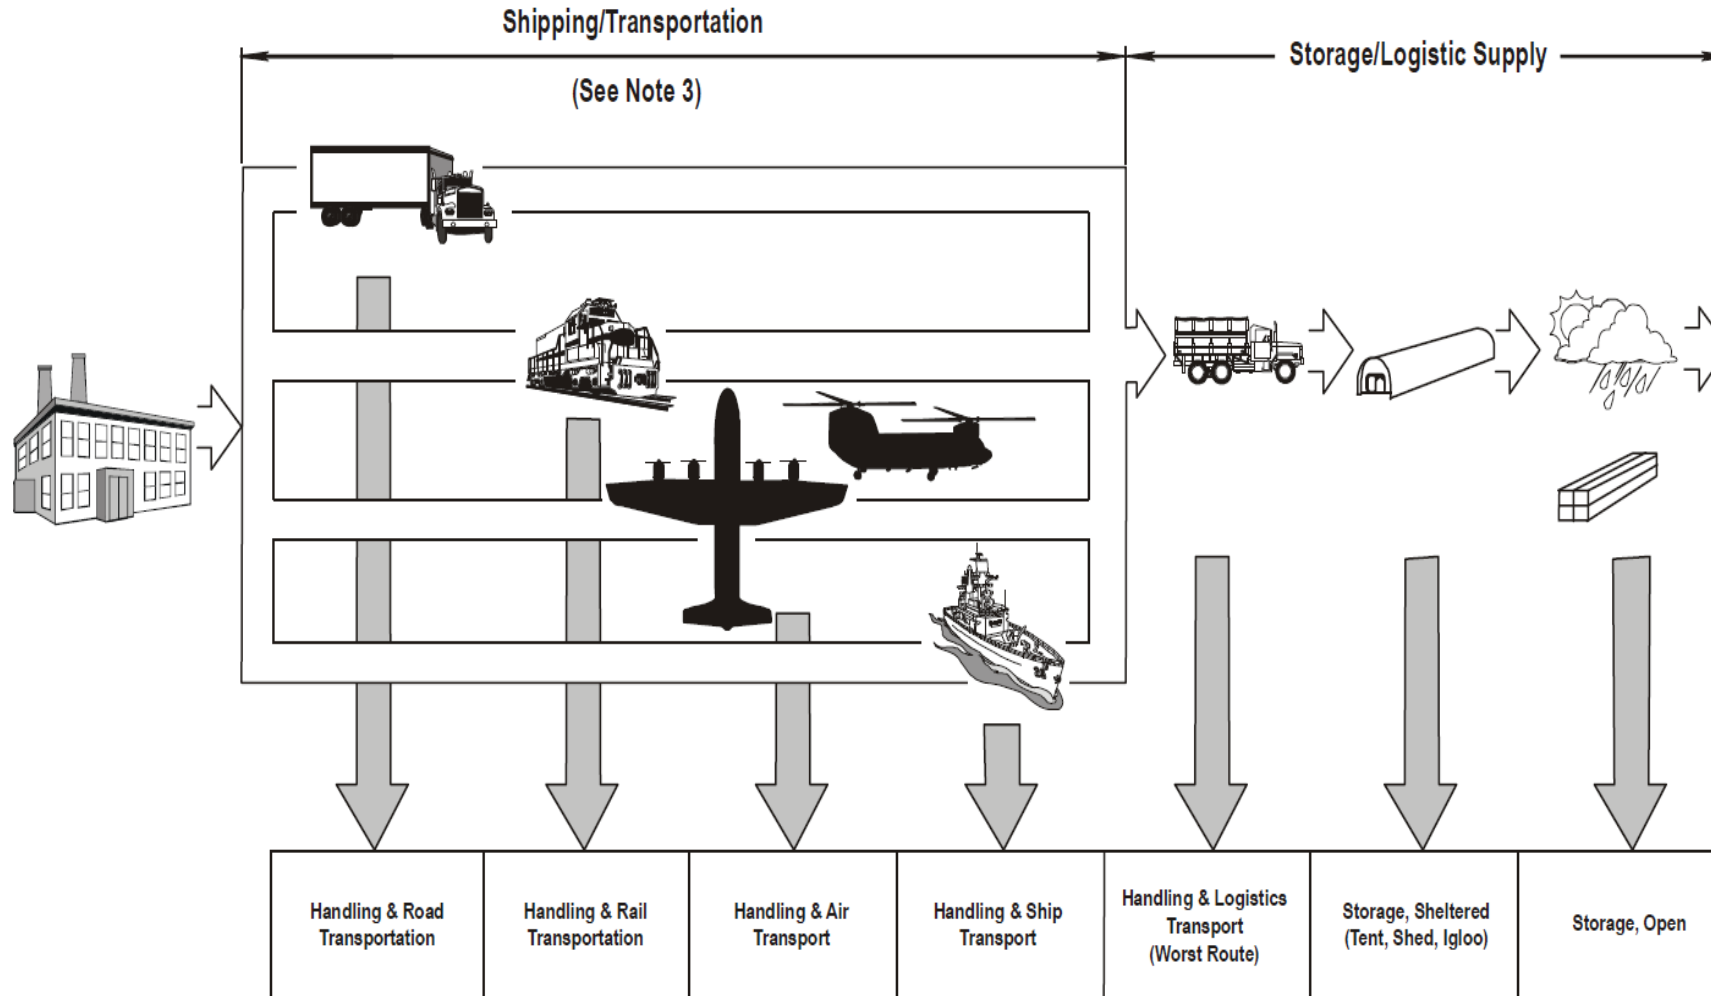 Shipping/Transportation
Storage/Logistic Supply
(See Note 3)
Handling & Road
Transportation
Handling & Rail
Transportation
Handling & Air
Transport
Handling & Ship
Transport
Handling & Logistics
Transport
(Worst Route)
Storage, Sheltered
(Tent, Shed, Igloo)
Storage, Open